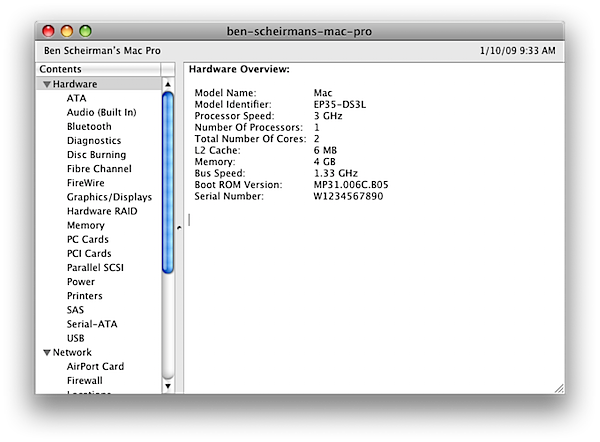 ben-scheirmans-mac-pro
Ben Scheirman's Mac Pro 1/10/09 9:33 AM
Contents
Hardware
ATA
Audio (Built In)
Bluetooth
Diagnostics
Disc Burning
Fibre Channel
FireWire
Graphics/Displays
Hardware RAID
Memory
PC Cards
PCI Cards
Parallel SCSI
Power
Printers
SAS
Serial-ATA
USB
Network
AirPort Card
Firewall
Hardware Overview:
Model Name: Mac
Model Identifier: EP35-DS3L
Processor Speed: 3 GHz
Number Of Processors: 1
Total Number Of Cores: 2
L2 Cache: 6 MB
Memory: 4 GB
Bus Speed: 1.33 GHz
Boot ROM Version: MP31.006C.B05
Serial Number: W1234567890